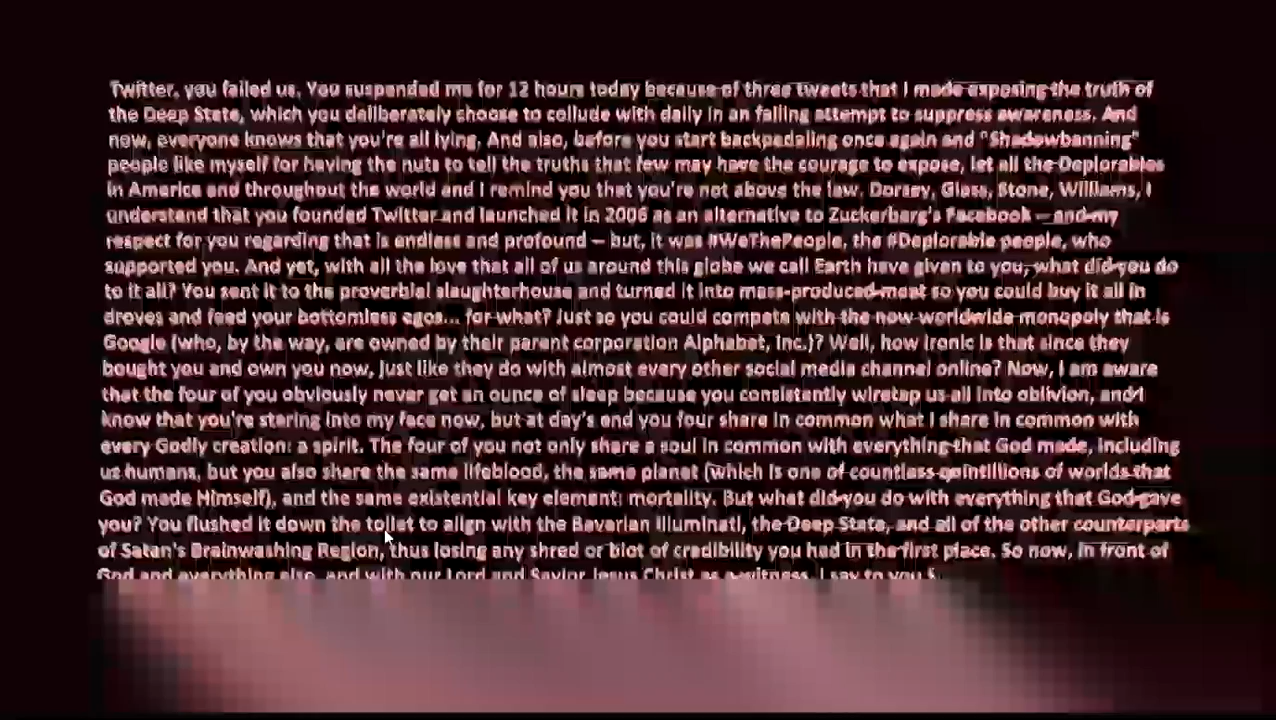 Twitter, you failed us. You suspended me for 12 hours today because of three tweets that I made exposing the truth of
the Deep State, which you deliberately choose to collude with daily in an failing attempt to suppress awareness. And
now, everyone knows that you're all lying. And also, before you start backpedaling once again and "Shadowbanning"
people like myself for having the nuts to tell the truths that few may have the courage to expose, let all the Deplorables
in America and throughout the world and I remind you that you're not above the law. Dorsey, Glass, Stone, Williams, I
understand that you founded Twitter and launched it in 2006 as an alternative to Zuckerberg's Facebook – and my
respect for you regarding that is endless and profound – but, it was #WeThePeople, the #Deplorable people, who
supported you. And yet, with all the love that all of us around this globe we call Earth have given to you, what did you do
to it all? You sent it to the proverbial slaughterhouse and turned it into mass-produced meat so you could buy it all in
droves and feed your bottomless egos... for what? Just so you could compete with the now worldwide monopoly that is
Google (who, by the way, are owned by their parent corporation Alphabet, Inc.)? Well, how ironic is that since they
bought you and own you now, just like they do with almost every other social media channel online? Now, I am aware
that the four of you obviously never get an ounce of sleep because you consistently wiretap us all into oblivion, and I
know that you're staring into my face now, but at day's end you four share in common what I share in common with
every Godly creation: a spirit. The four of you not only share a soul in common with everything that God made, including
us humans, but you also share the same lifeblood, the same planet (which is one of countless qointillions of worlds that
God made Himself), and the same existential key element: mortality. But what did you do with everything that God gave
you? You flushed it down the toilet to align with the Bavarian Illuminati, the Deep State, and all of the other counterparts
of Satan's Brainwashing Region, thus losing any shred or blot of credibility you had in the first place. So now, in front of
God and everything else, and with our Lord and Savior Jesus Christ as a witness, I say to you